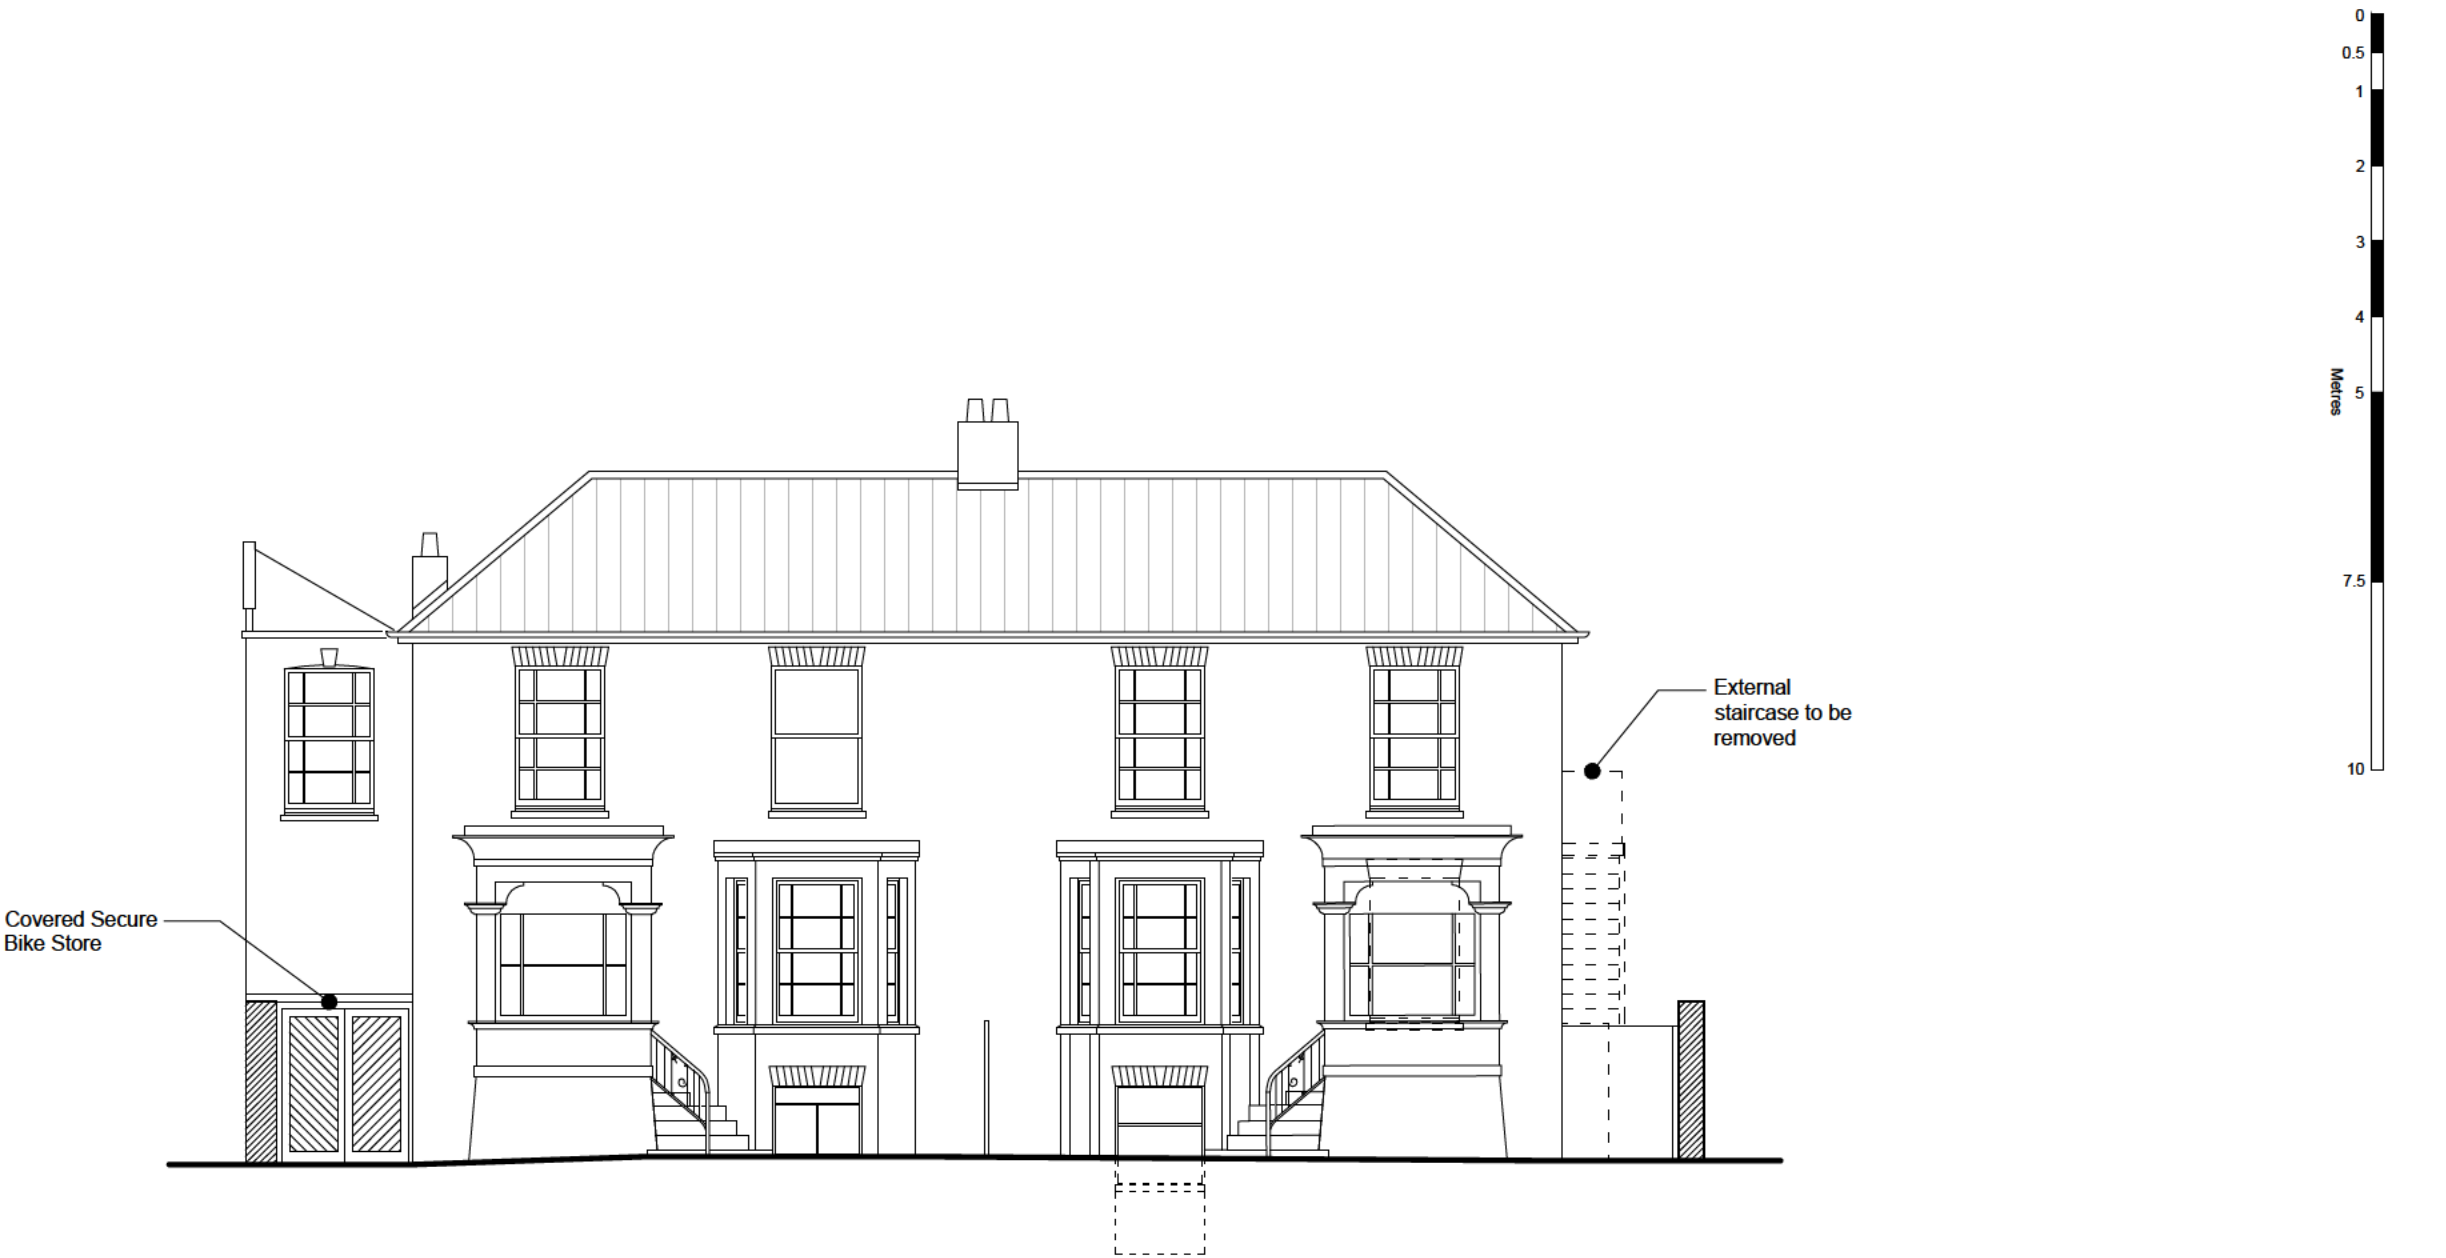 0
0.5
1
2
3
4
Metres
5
7.5
10
External
staircase to be
removed
Covered Secure
Bike Store